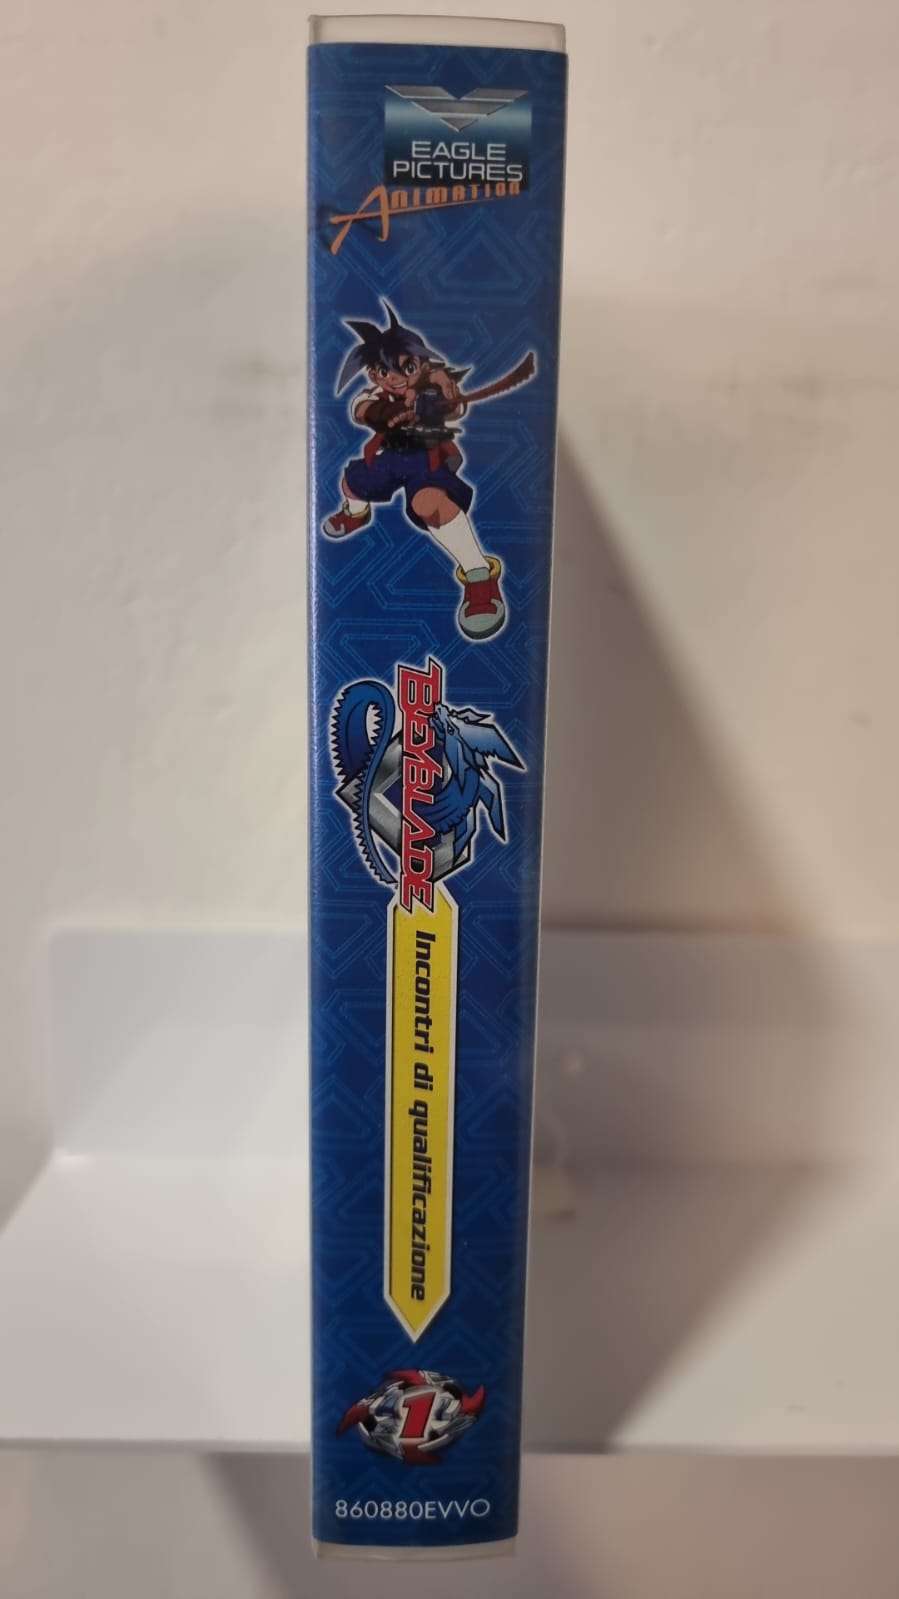 EAGLE
PICTURES
ANIMATION
BEYBLADE
Incontri di qualificazione
1
860880EVVO